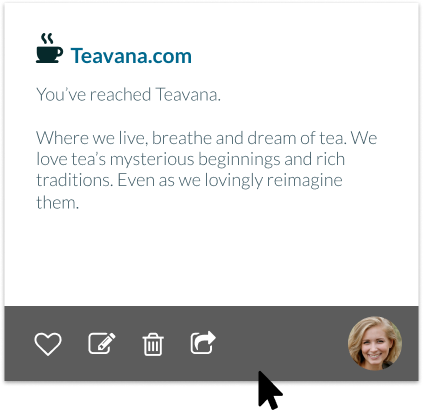 Teavana.com
You’ve reached Teavana.
Where we live, breathe and dream of tea. We
love tea’s mysterious beginnings and rich
traditions. Even as we lovingly reimagine
them.